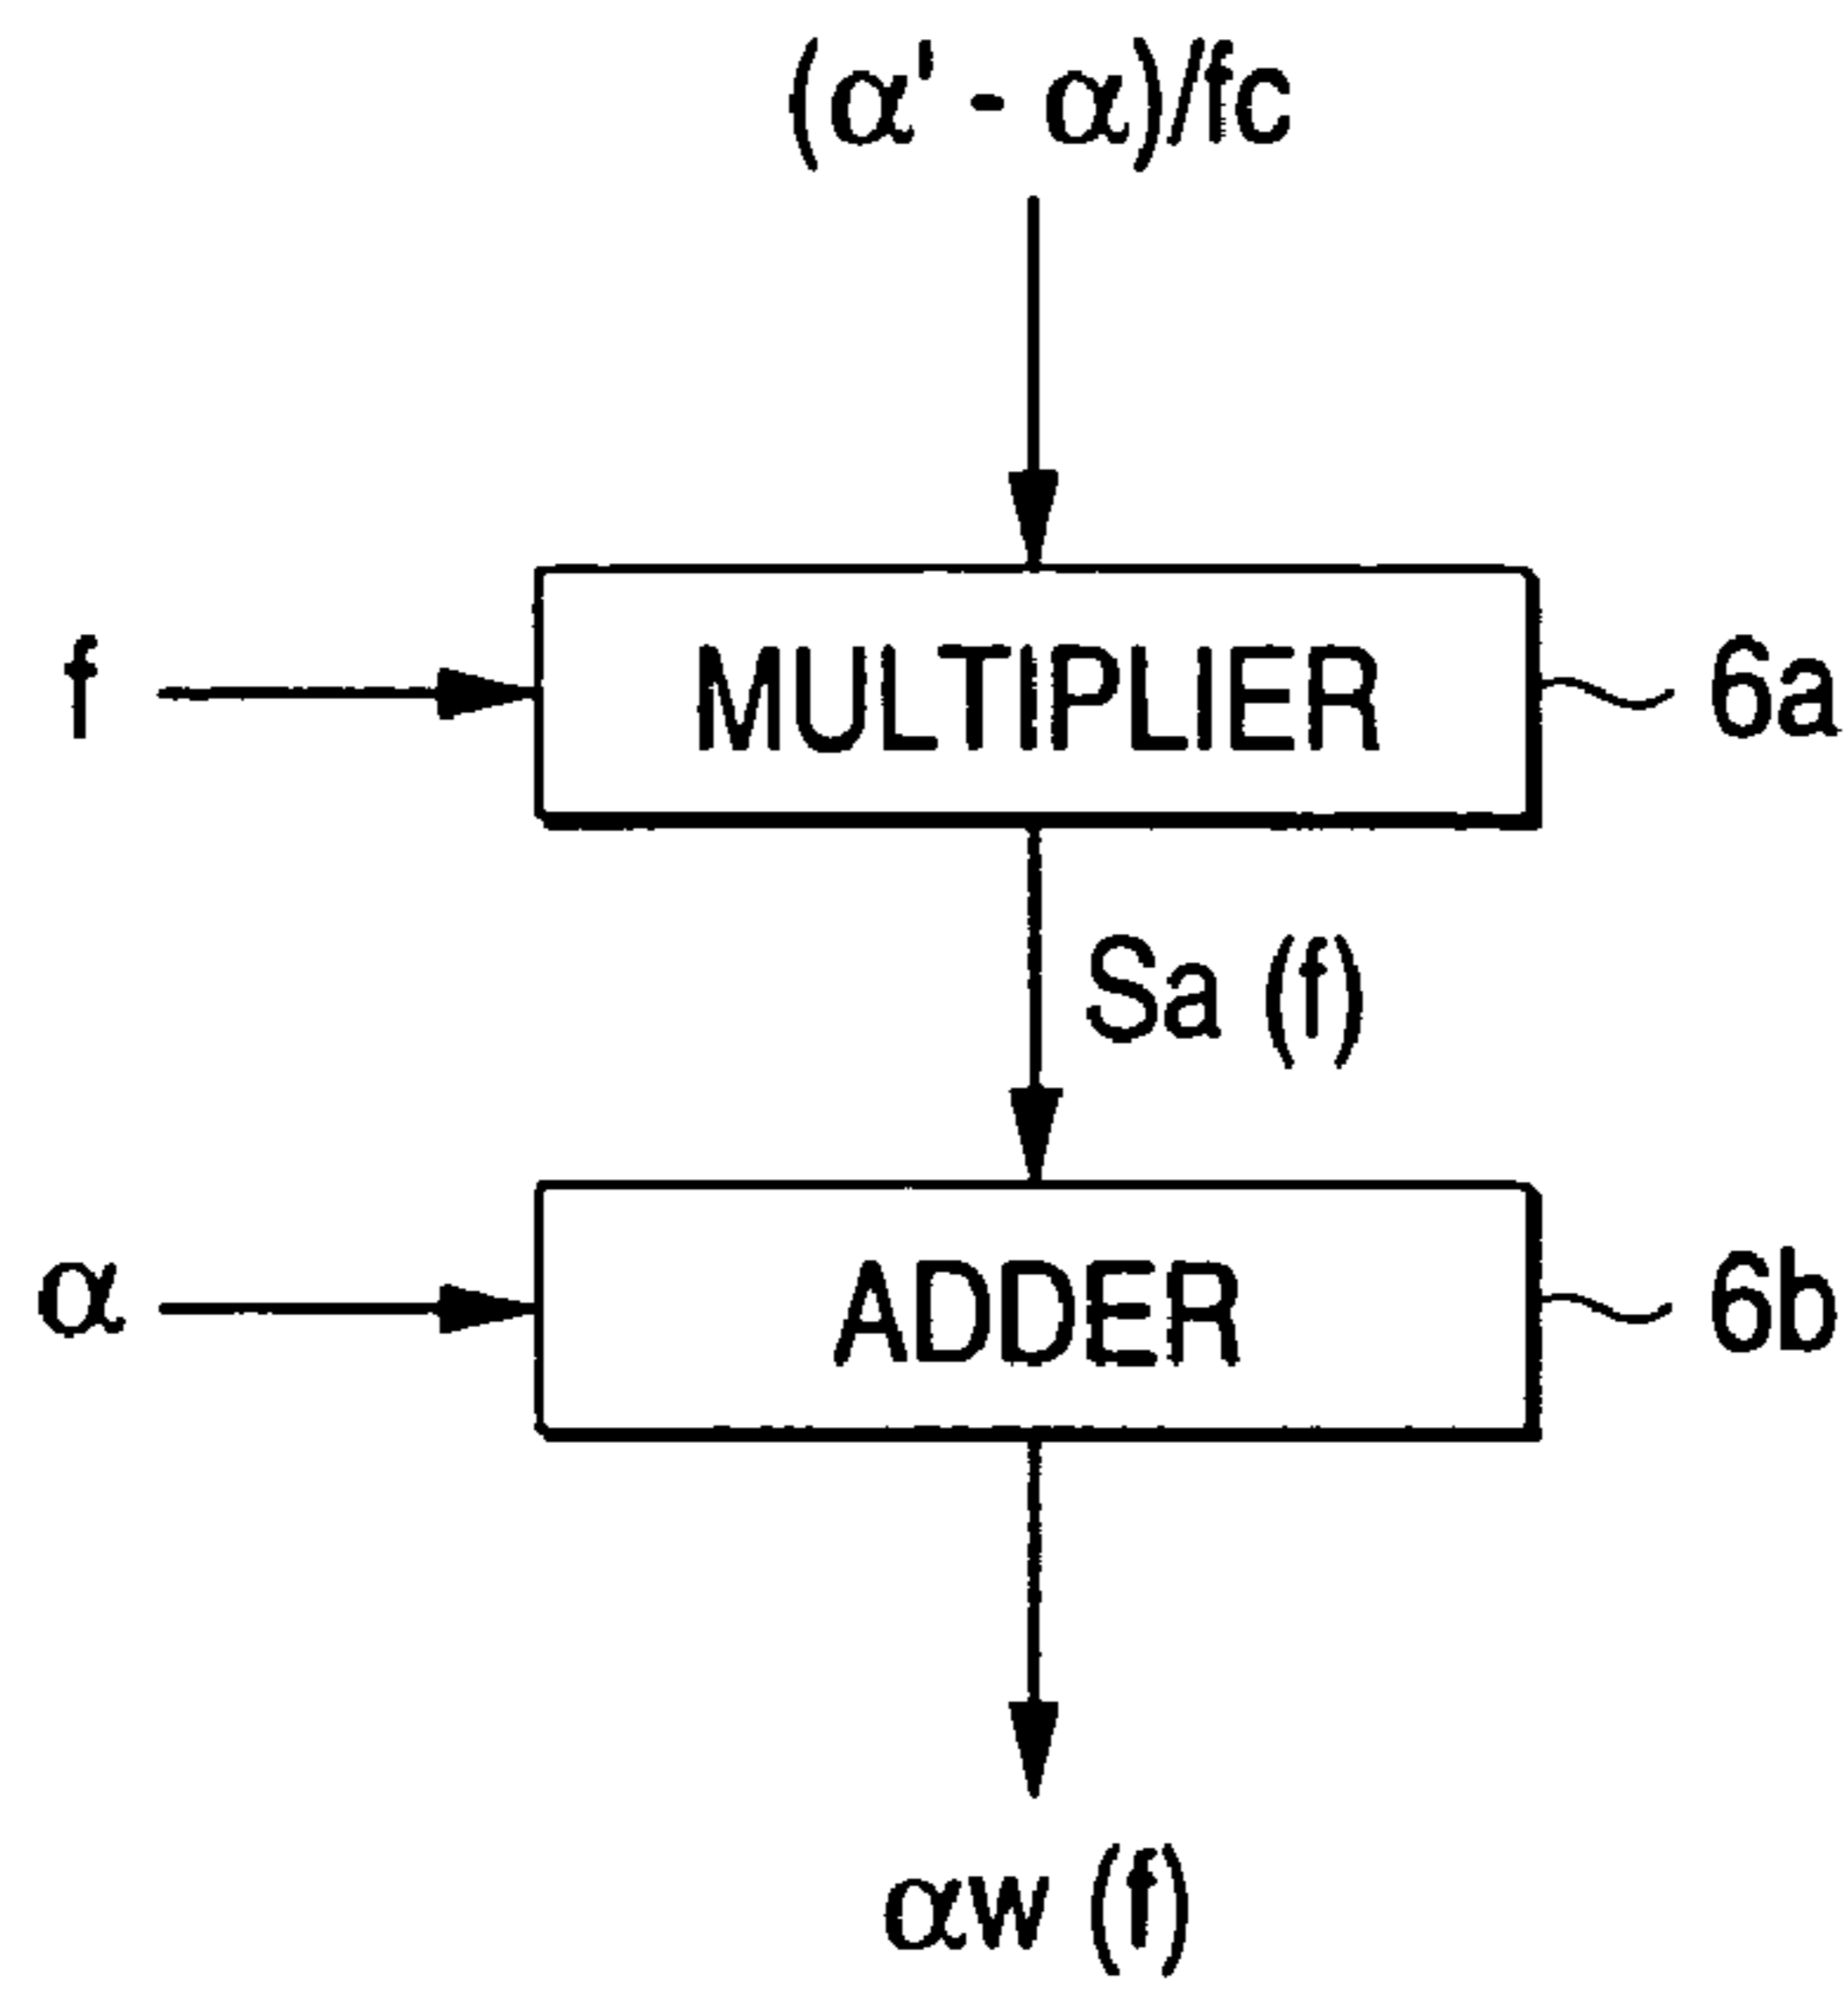 (α' - α)/fc
f
MULTIPLIER
6a
Sa (f)
α
ADDER
6b
αw (f)